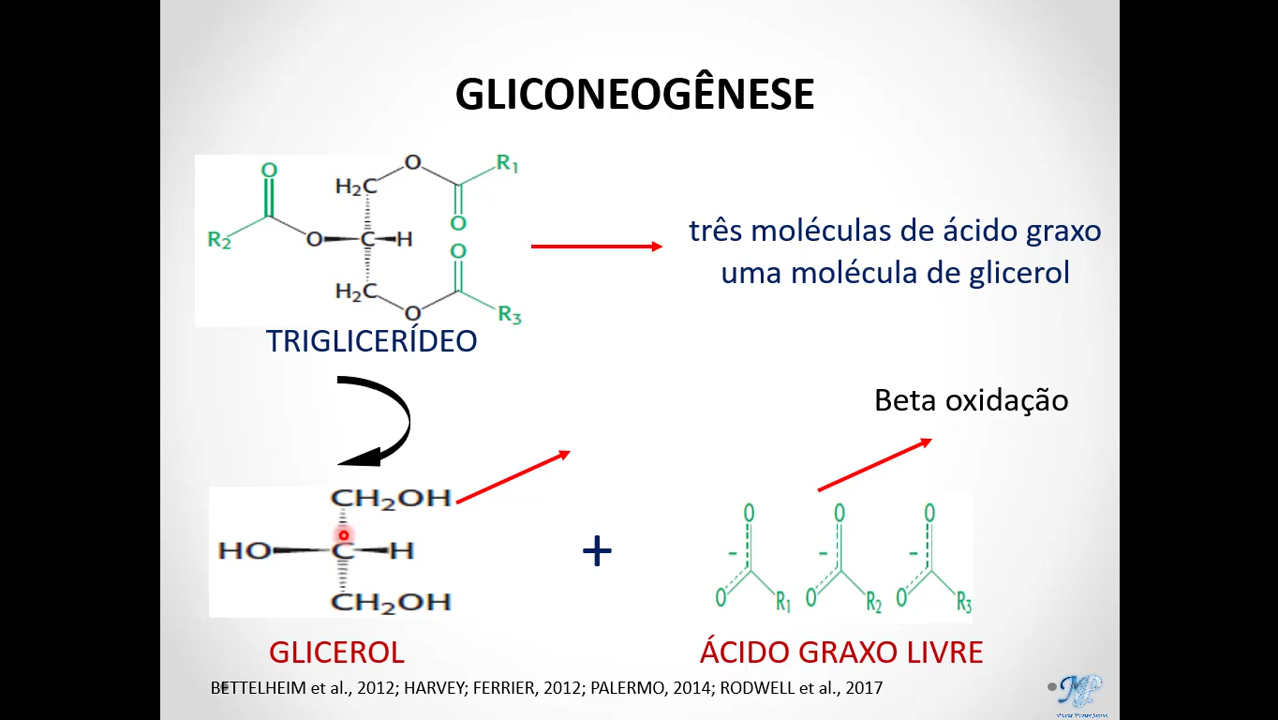 GLICONEOGÊNESE
O
H₂C
O
R₁
O
R₂
O
C
H
O
H₂C
O
R₃
TRIGLICERÍDEO
três moléculas de ácido graxo
uma molécula de glicerol
Beta oxidação
CH₂OH
HO
C
H
CH₂OH
GLICEROL
+
O
-
O
R₁
O
-
O
R₂
O
-
O
R₃
ÁCIDO GRAXO LIVRE
BETTELHEIM et al., 2012; HARVEY; FERRIER, 2012; PALERMO, 2014; RODWELL et al., 2017